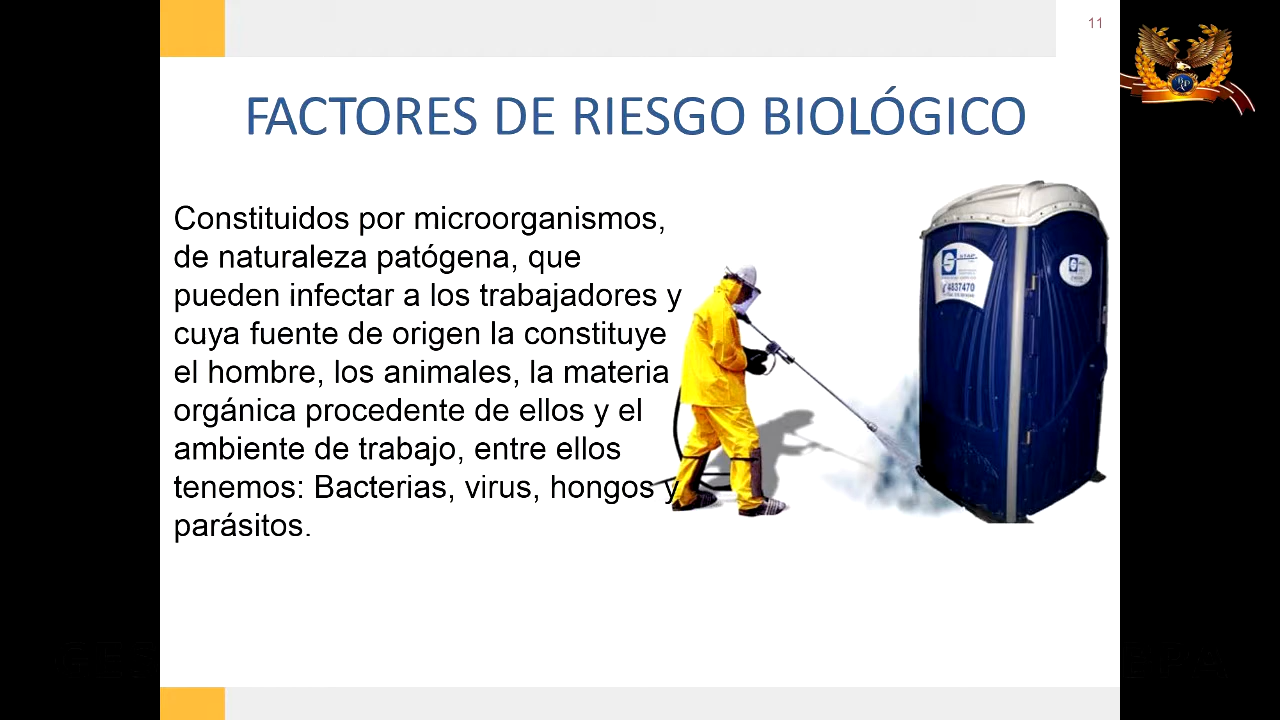 11
FACTORES DE RIESGO BIOLÓGICO
Constituidos por microorganismos,
de naturaleza patógena, que
pueden infectar a los trabajadores y
cuya fuente de origen la constituye
el hombre, los animales, la materia
orgánica procedente de ellos y el
ambiente de trabajo, entre ellos
tenemos: Bacterias, virus, hongos y
parásitos.
4837470